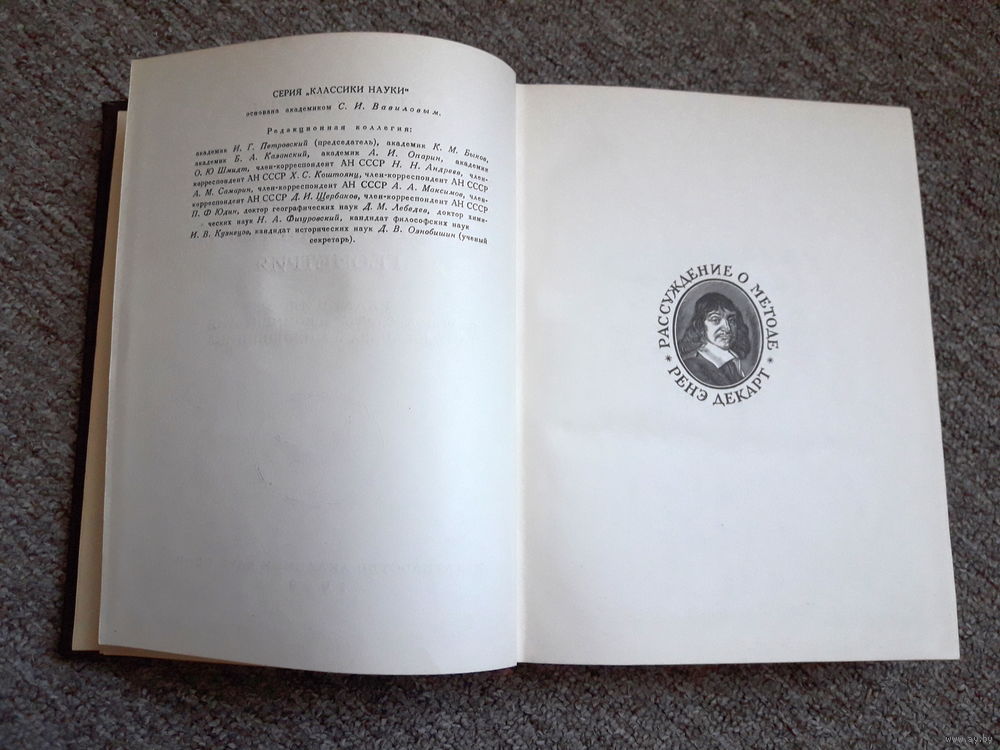 СЕРИЯ „КЛАССИКИ НАУКИ“
основана академиком С. И. Вавиловым.
Редакционная коллегия:
академик И. Г. Петровский (председатель), академик К. М. Быков,
академик Б. А. Казанский, академик А. И. Опарин, академик
О. Ю Шмидт, член-корреспондент АН СССР Н. Н. Андреев, член-
корреспондент АН СССР Х. С. Коштоянц, член-корреспондент АН СССР
А. М. Самарин, член-корреспондент АН СССР А. А. Максимов, член-
корреспондент АН СССР Д. И. Щербаков, член-корреспондент АН СССР
П. Ф Юдин, доктор географических наук Д. М. Лебедев, доктор хими-
ческих наук Н. А. Фигуровский, кандидат философских наук
И. В. Кузнецов, кандидат исторических наук Д. В. Ознобишин (ученый
секретарь).
РАССУЖДЕНИЕ О МЕТОДЕ
* РЕНЭ ДЕКАРТ *
www.ay.by